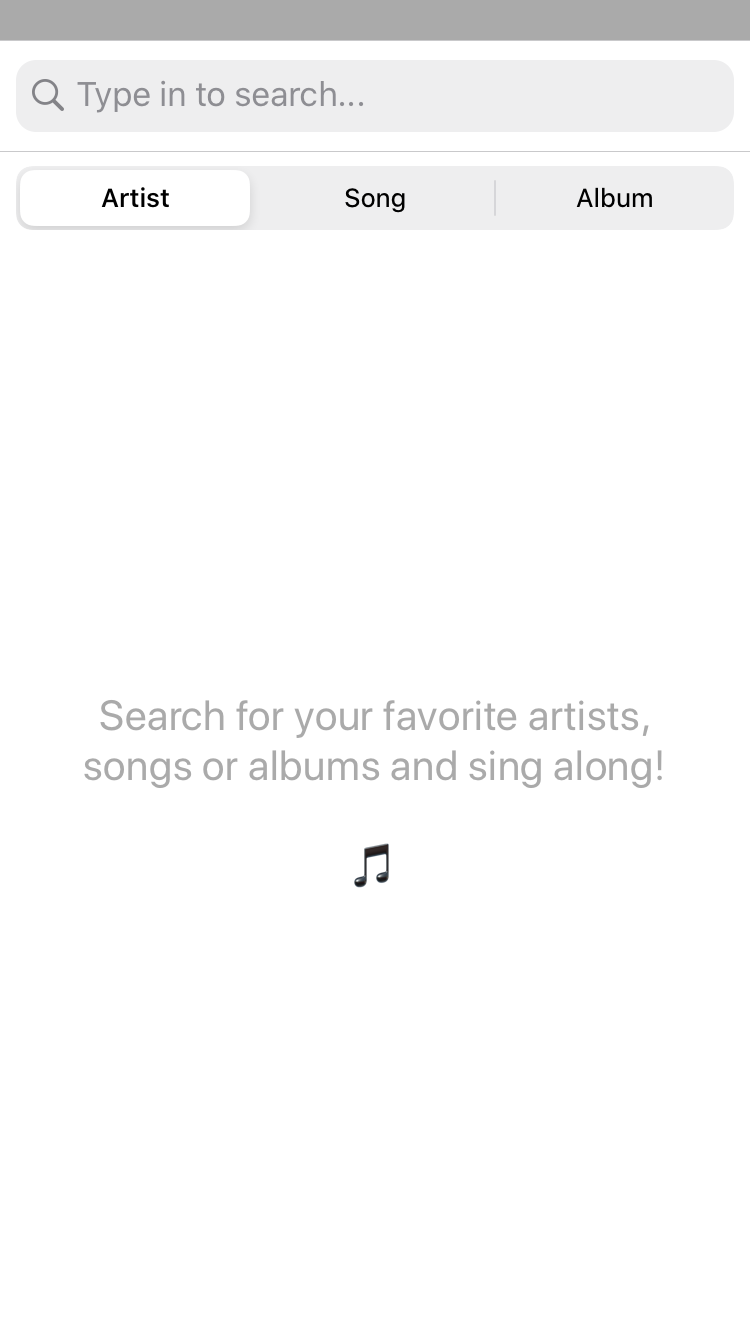 Type in to search...
Artist
Song
Album
Search for your favorite artists,
songs or albums and sing along!